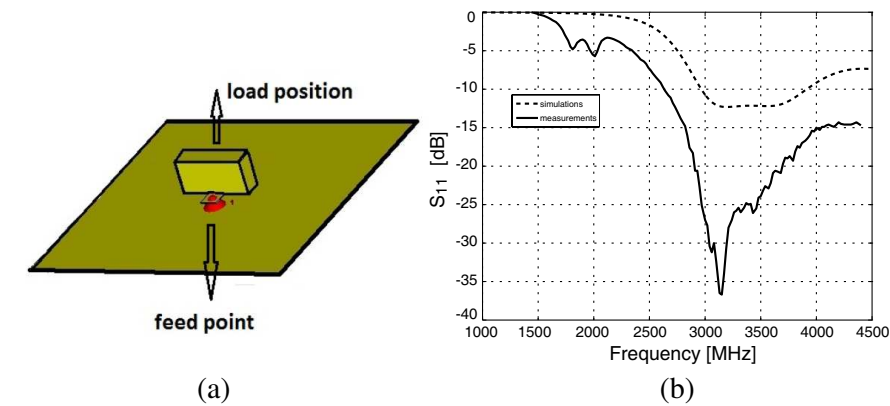 load position
1
feed point
(a)
0
-5
-10
-15
-20
-25
-30
-35
-40
S11 [dB]
simulations
measurements
1000 1500 2000 2500 3000 3500 4000 4500
Frequency [MHz]
(b)